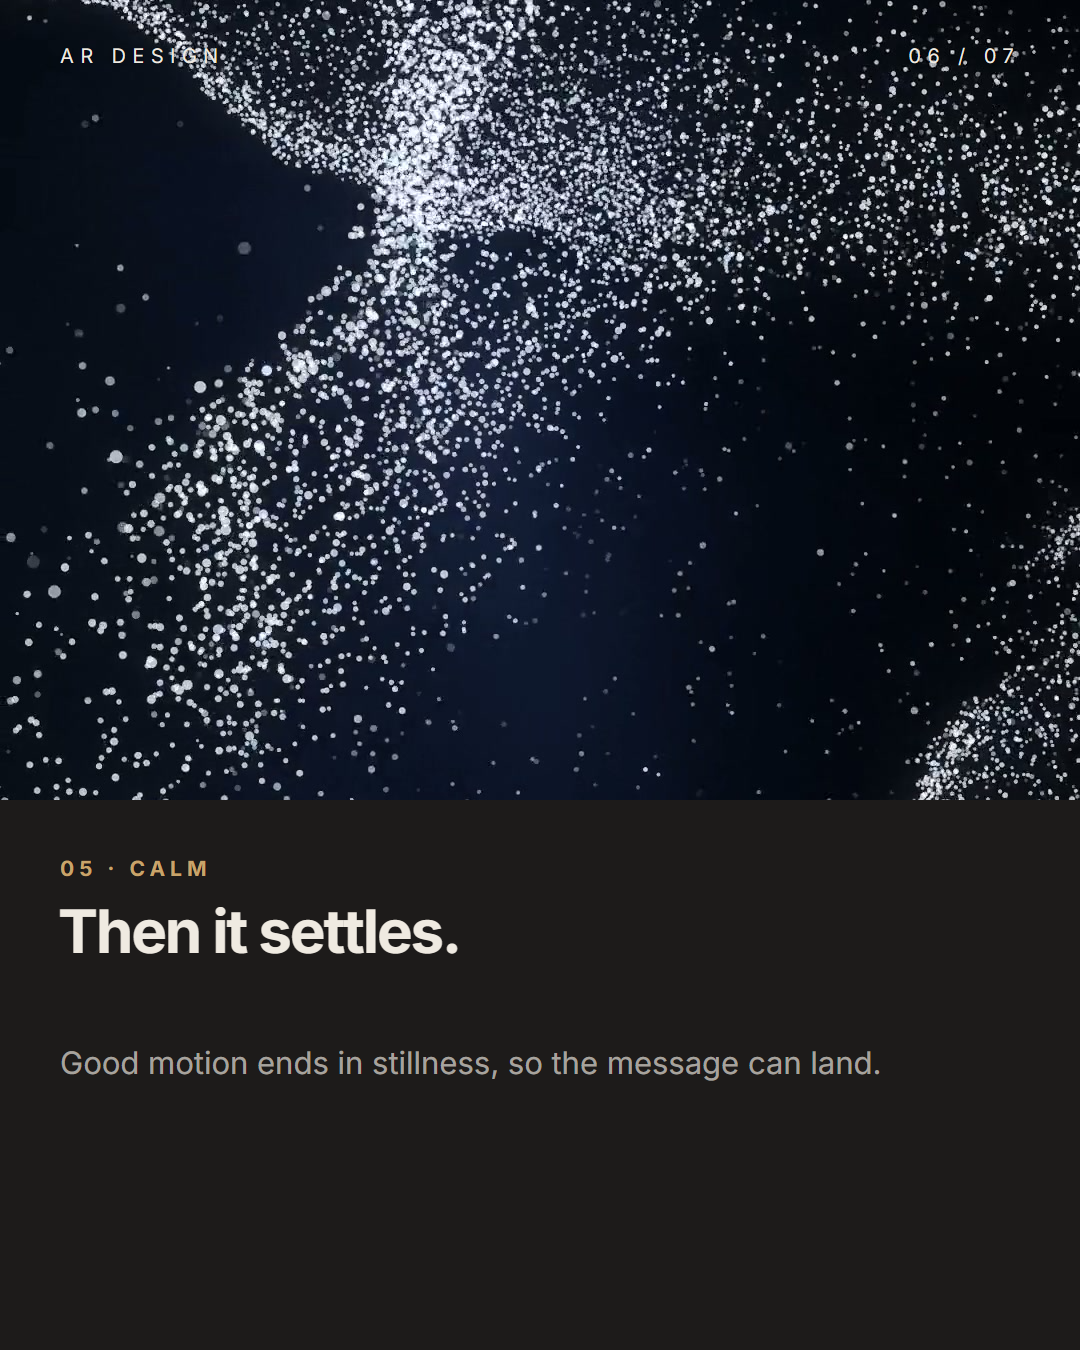 AR DESIGN
06 / 07
05 · CALM
Then it settles.
Good motion ends in stillness, so the message can land.